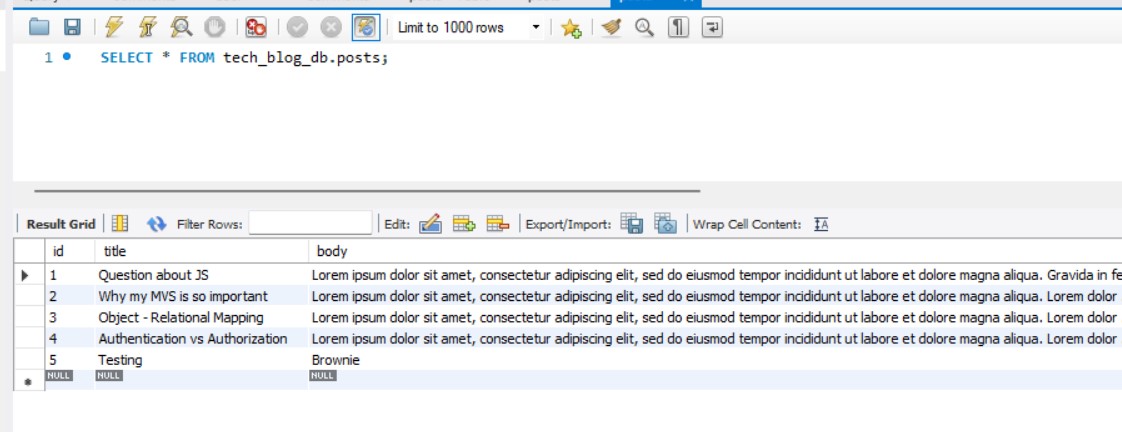 Limit to 1000 rows
1 SELECT * FROM tech_blog_db.posts;
Result Grid Filter Rows: Edit: Export/Import: Wrap Cell Content:
id title body
1 Question about JS Lorem ipsum dolor sit amet, consectetur adipiscing elit, sed do eiusmod tempor incididunt ut labore et dolore magna aliqua. Gravida in fe
2 Why my MVS is so important Lorem ipsum dolor sit amet, consectetur adipiscing elit, sed do eiusmod tempor incididunt ut labore et dolore magna aliqua. Lorem dolor
3 Object - Relational Mapping Lorem ipsum dolor sit amet, consectetur adipiscing elit, sed do eiusmod tempor incididunt ut labore et dolore magna aliqua. Lorem dolor
4 Authentication vs Authorization Lorem ipsum dolor sit amet, consectetur adipiscing elit, sed do eiusmod tempor incididunt ut labore et dolore magna aliqua. Lorem dolor
5 Testing Brownie
NULL NULL NULL